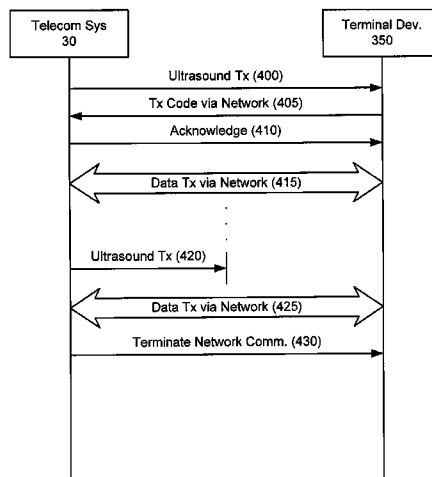 Telecom Sys
30
Terminal Dev.
350
Ultrasound Tx (400)
Tx Code via Network (405)
Acknowledge (410)
Data Tx via Network (415)
Ultrasound Tx (420)
Data Tx via Network (425)
Terminate Network Comm. (430)